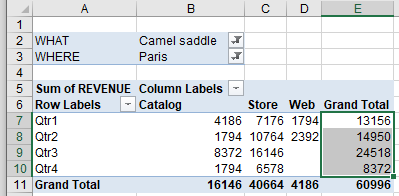 A B C D E
1
2 WHAT Camel saddle
3 WHERE Paris
4
5 Sum of REVENUE Column Labels
6 Row Labels Catalog Store Web Grand Total
7 Qtr1 4186 7176 1794 13156
8 Qtr2 1794 10764 2392 14950
9 Qtr3 8372 16146 24518
10 Qtr4 1794 6578 8372
11 Grand Total 16146 40664 4186 60996